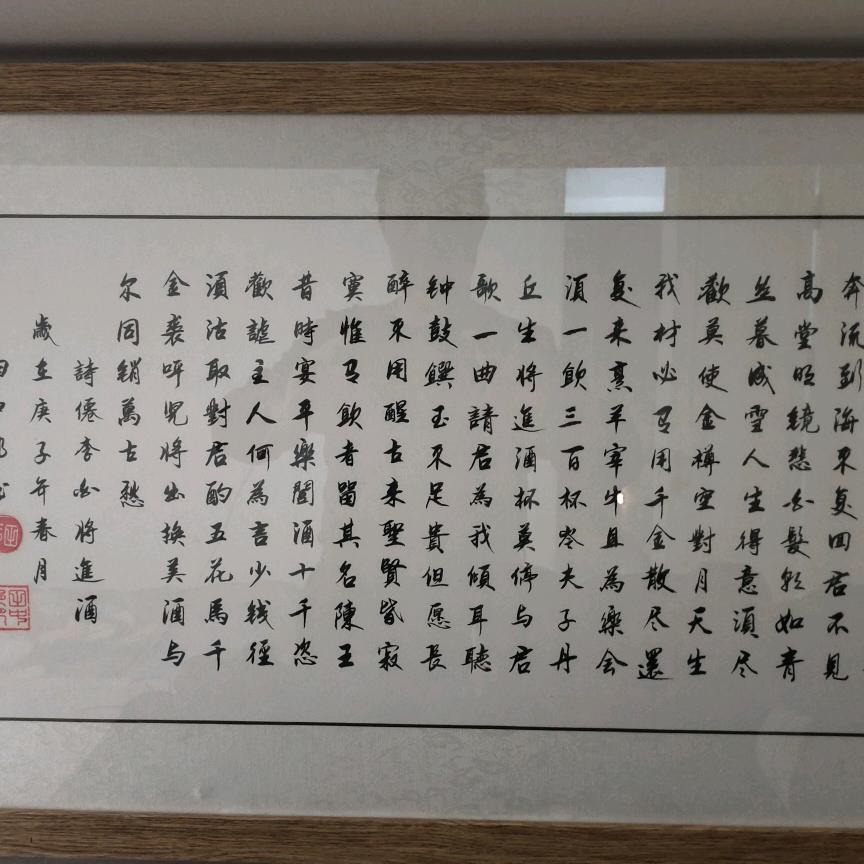 奔流到海不复回君不見
高堂明鏡悲白髮朝如青
丝暮成雪人生得意須尽
歡莫使金樽空對月天生
我材必有用千金散尽還
复来烹羊宰牛且為樂会
須一飲三百杯岑夫子丹
丘生将進酒杯莫停与君
歌一曲請君為我傾耳聽
钟鼓饌玉不足貴但愿長
醉不用醒古来聖賢皆寂
寞惟有飲者留其名陳王
昔時宴平樂閣酒十千恣
歡謔主人何為言少錢径
須沽取對君酌五花馬千
金裘呼児将出換美酒与
尔同銷萬古愁
詩僊李白将進酒
歲在庚子年春月